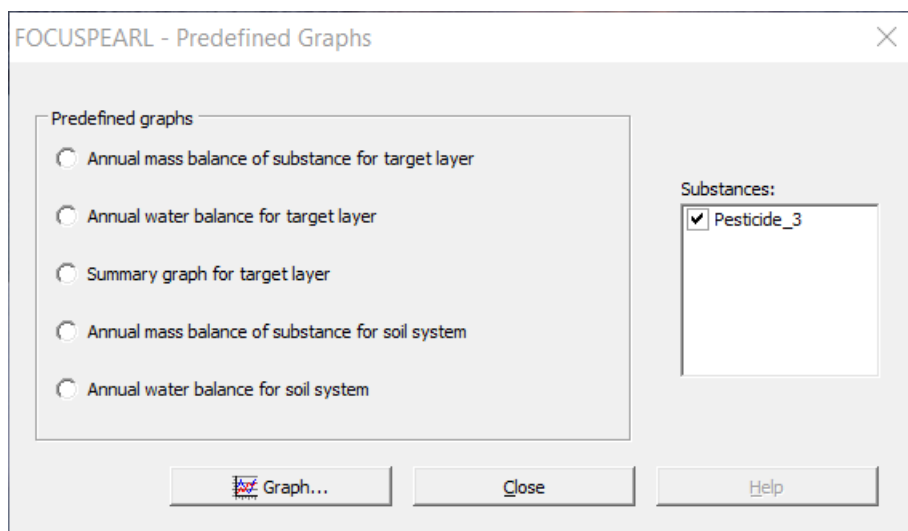 FOCUSPEARL - Predefined Graphs
Predefined graphs
Annual mass balance of substance for target layer
Annual water balance for target layer
Summary graph for target layer
Annual mass balance of substance for soil system
Annual water balance for soil system
Substances:
Pesticide_3
Graph...
Close
Help